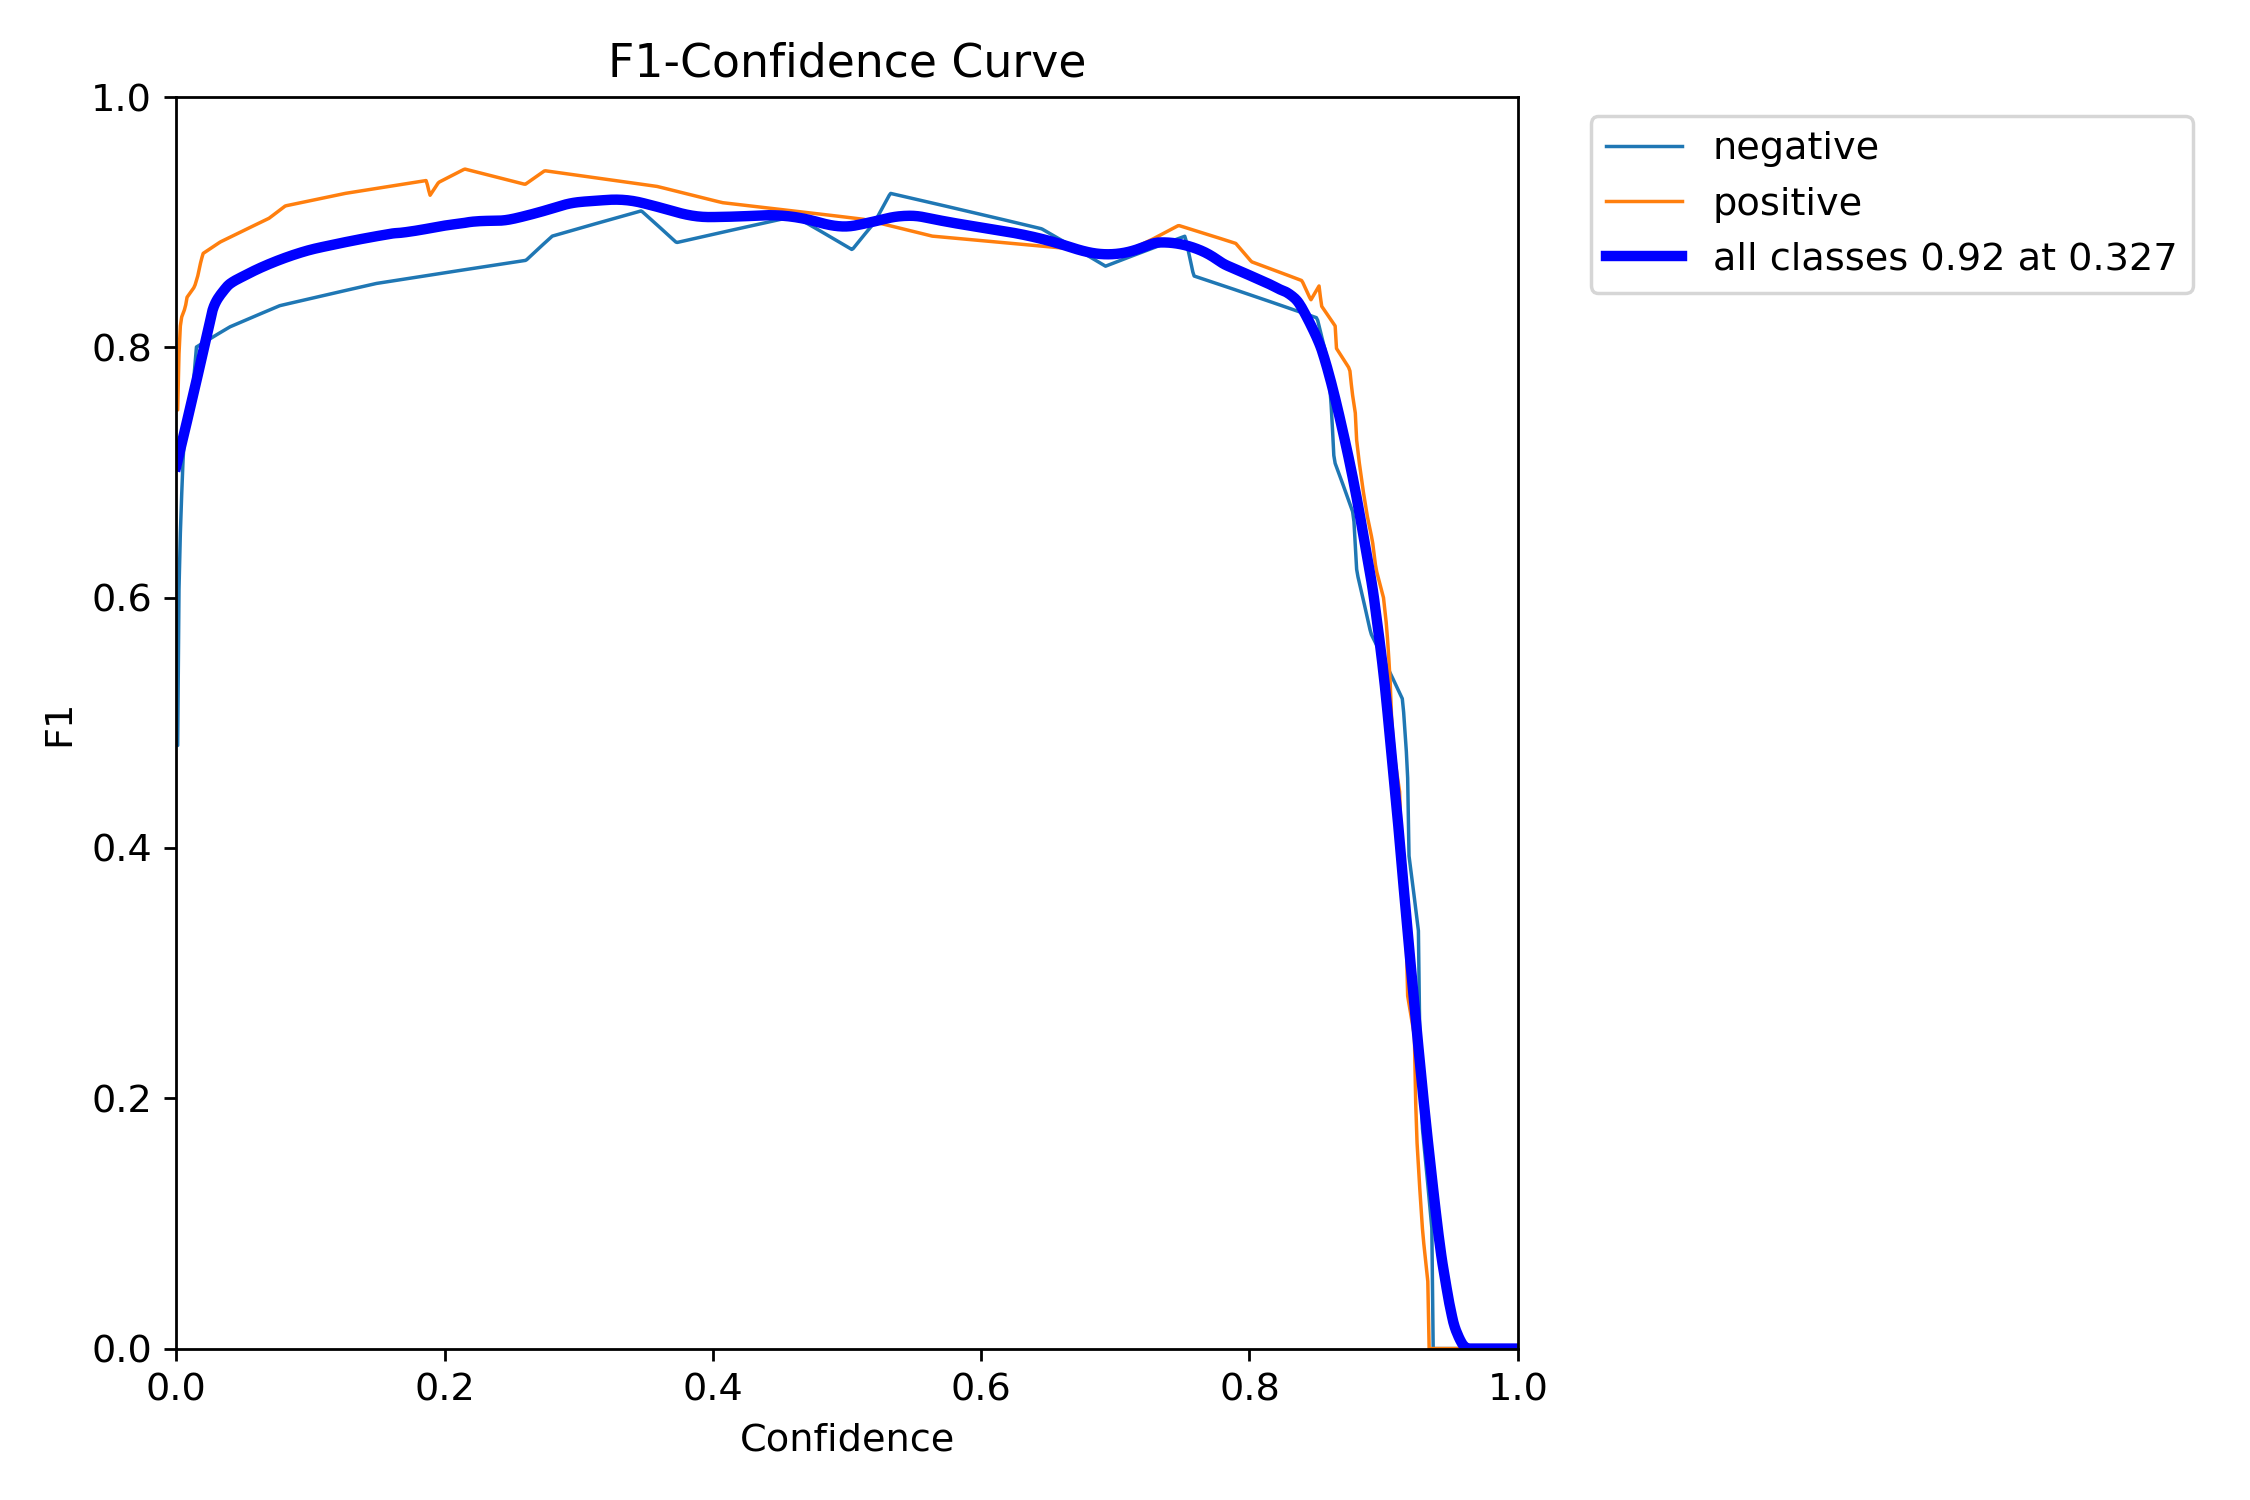 F1-Confidence Curve
negative
positive
all classes 0.92 at 0.327
F1
1.0
0.8
0.6
0.4
0.2
0.0
0.0 0.2 0.4 0.6 0.8 1.0
Confidence